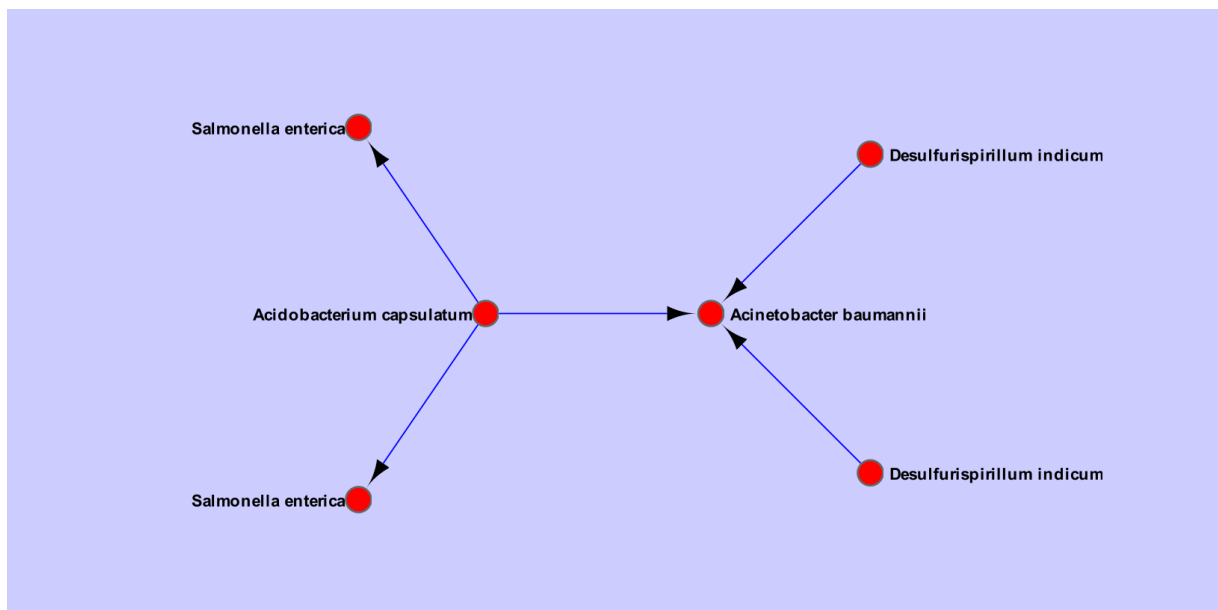 Salmonella enterica
Desulfurispirillum indicum
Acidobacterium capsulatum
Acinetobacter baumannii
Desulfurispirillum indicum
Salmonella enterica